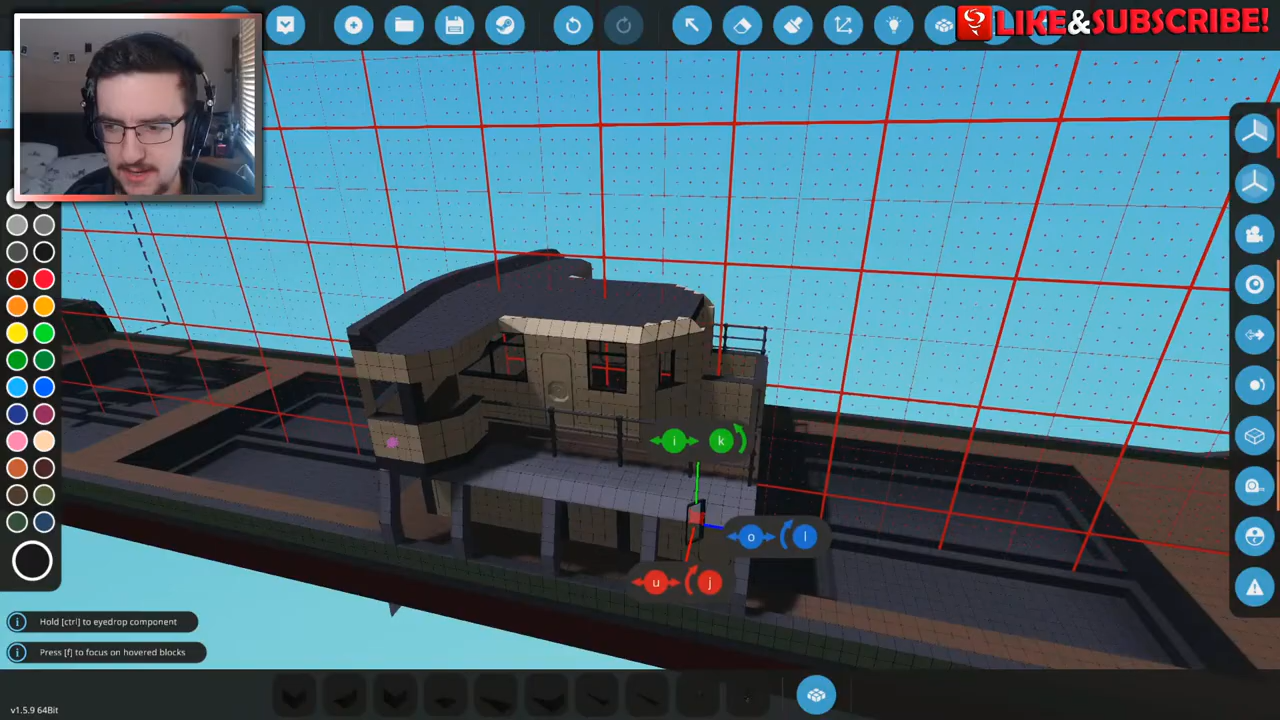 LIKE&SUBSCRIBE!
i
k
o
l
u
j
Hold [ctrl] to eyedrop component
Press [f] to focus on hovered blocks
v1.5.9 64Bit